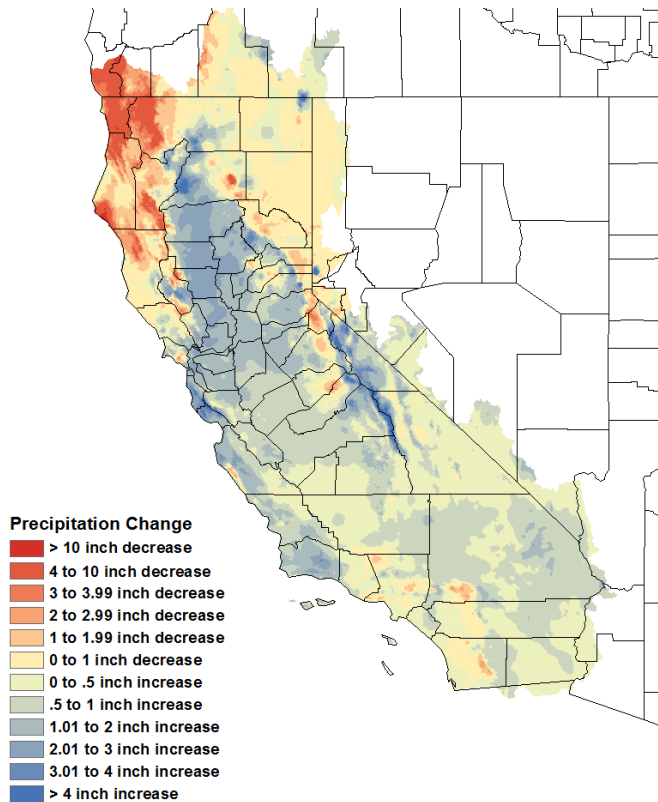 Precipitation Change
> 10 inch decrease
4 to 10 inch decrease
3 to 3.99 inch decrease
2 to 2.99 inch decrease
1 to 1.99 inch decrease
0 to 1 inch decrease
0 to .5 inch increase
.5 to 1 inch increase
1.01 to 2 inch increase
2.01 to 3 inch increase
3.01 to 4 inch increase
> 4 inch increase